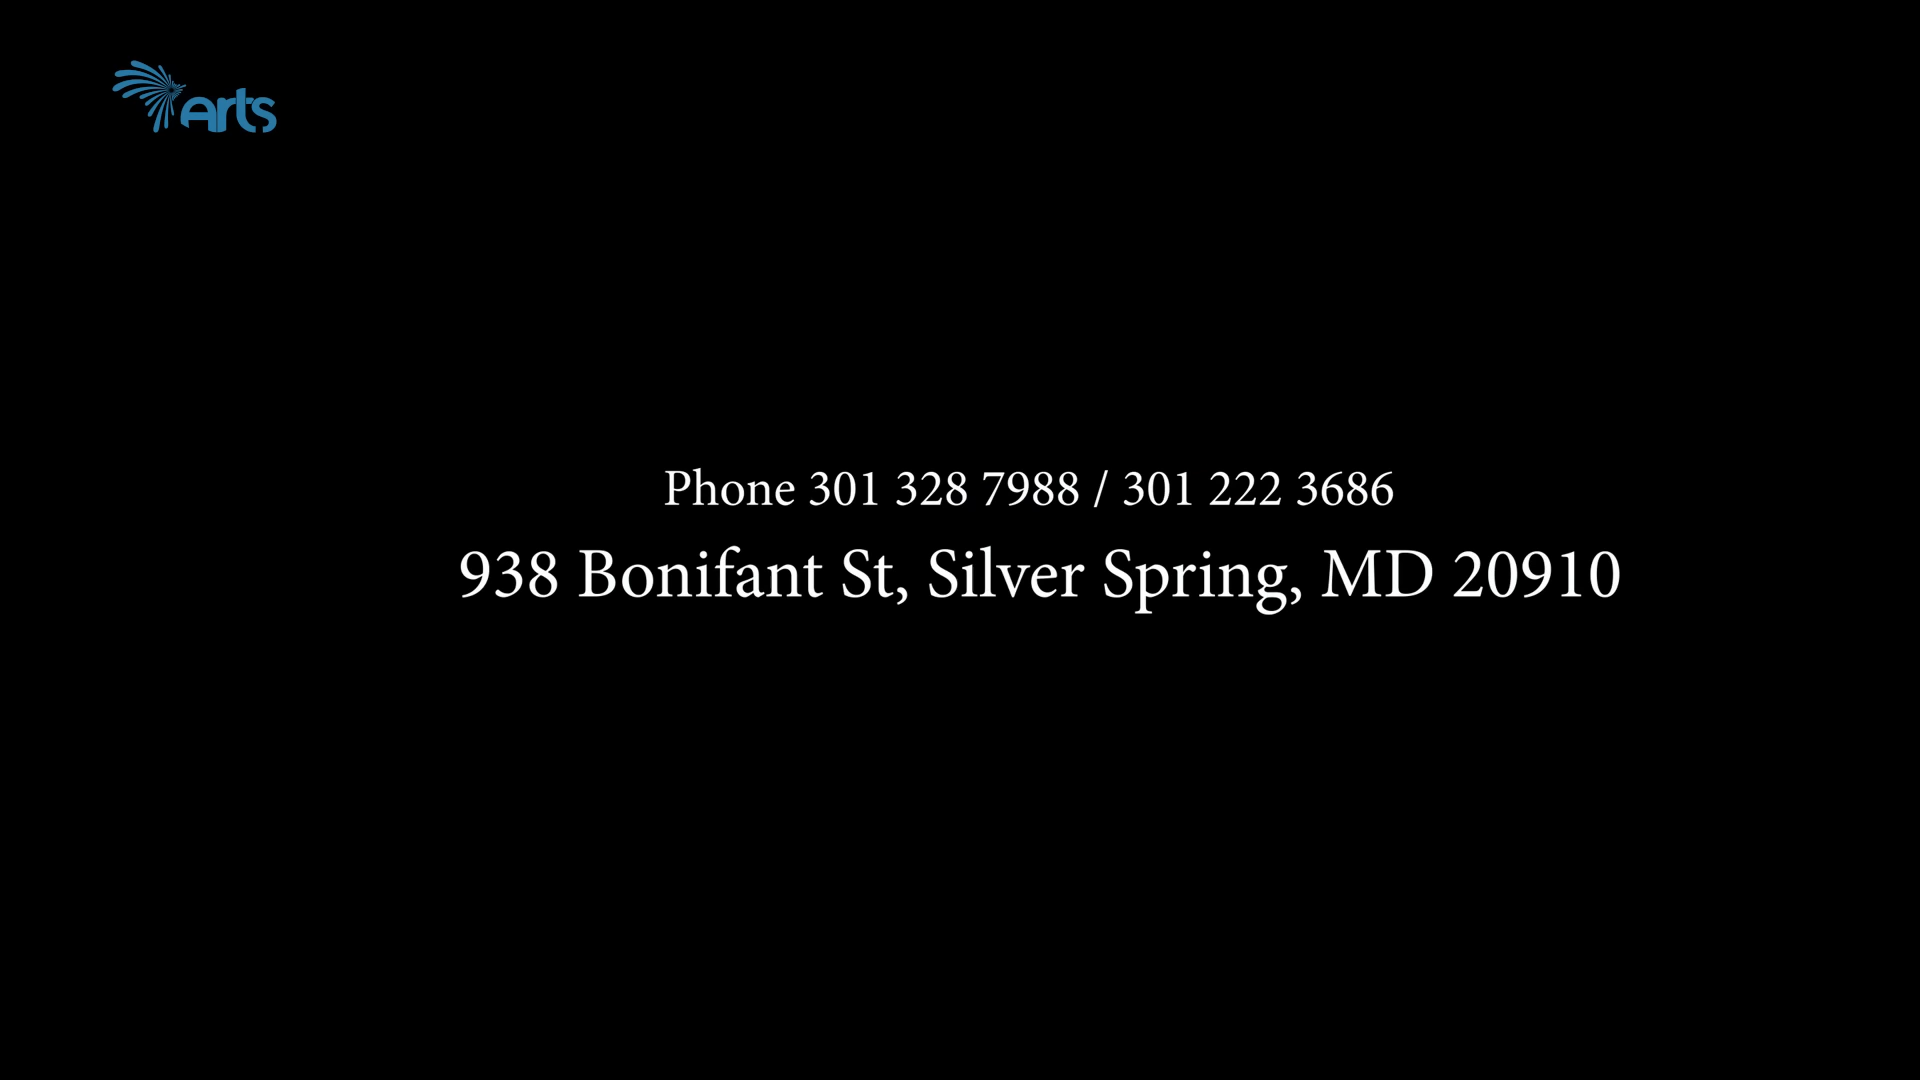 arts
Phone 301 328 7988 / 301 222 3686
938 Bonifant St, Silver Spring, MD 20910